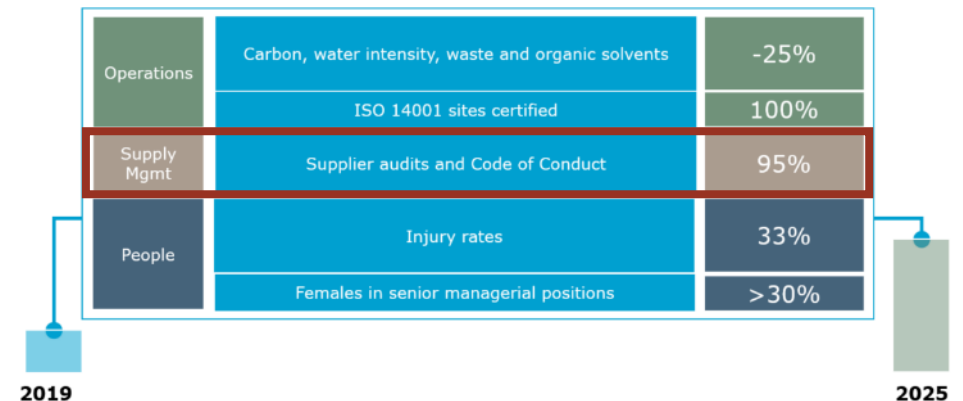 Operations
Carbon, water intensity, waste and organic solvents
-25%
ISO 14001 sites certified
100%
Supply
Mgmt
Supplier audits and Code of Conduct
95%
People
Injury rates
33%
Females in senior managerial positions
>30%
2019
2025